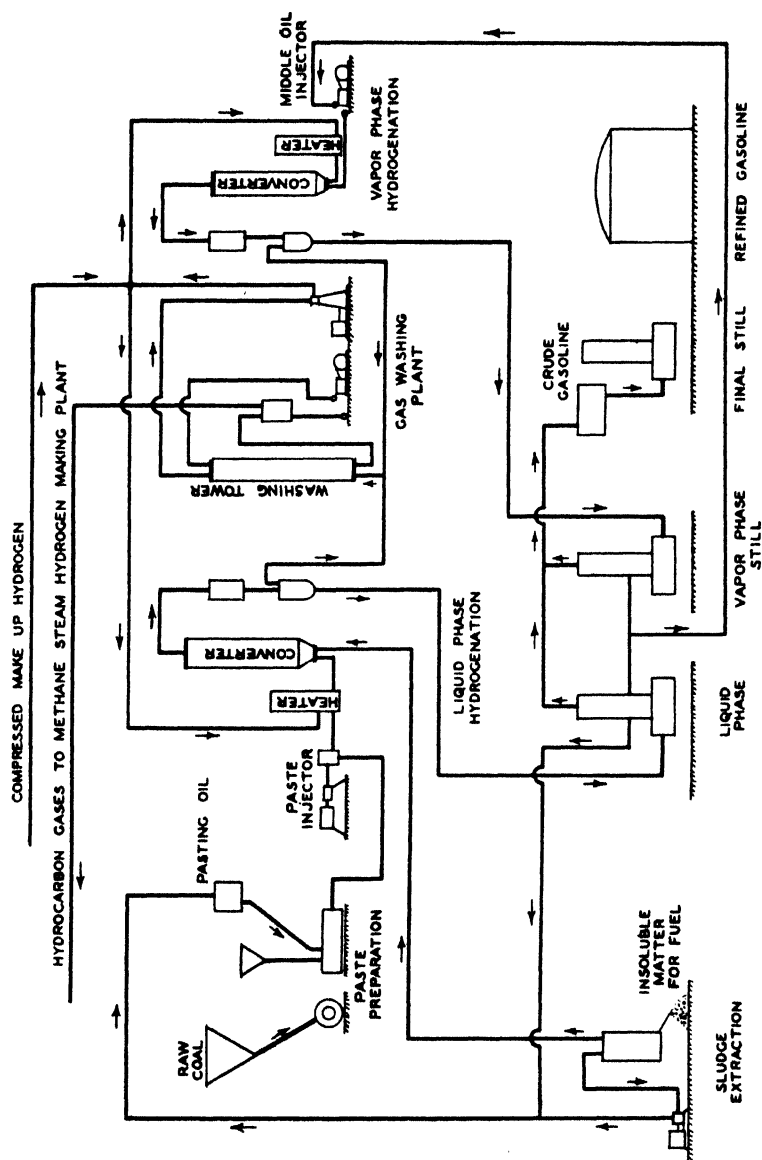 COMPRESSED MAKE UP HYDROGEN
HYDROCARBON GASES TO METHANE STEAM HYDROGEN MAKING PLANT
RAW
COAL
PASTING OIL
PASTE
PREPARATION
PASTE
INJECTOR
HEATER
CONVERTER
LIQUID PHASE
HYDROGENATION
WASHING TOWER
GAS WASHING
PLANT
CONVERTER
HEATER
MIDDLE OIL
INJECTOR
VAPOR PHASE
HYDROGENATION
INSOLUBLE
MATTER
FOR FUEL
SLUDGE
EXTRACTION
LIQUID
PHASE
VAPOR PHASE
STILL
CRUDE
GASOLINE
FINAL STILL
REFINED GASOLINE